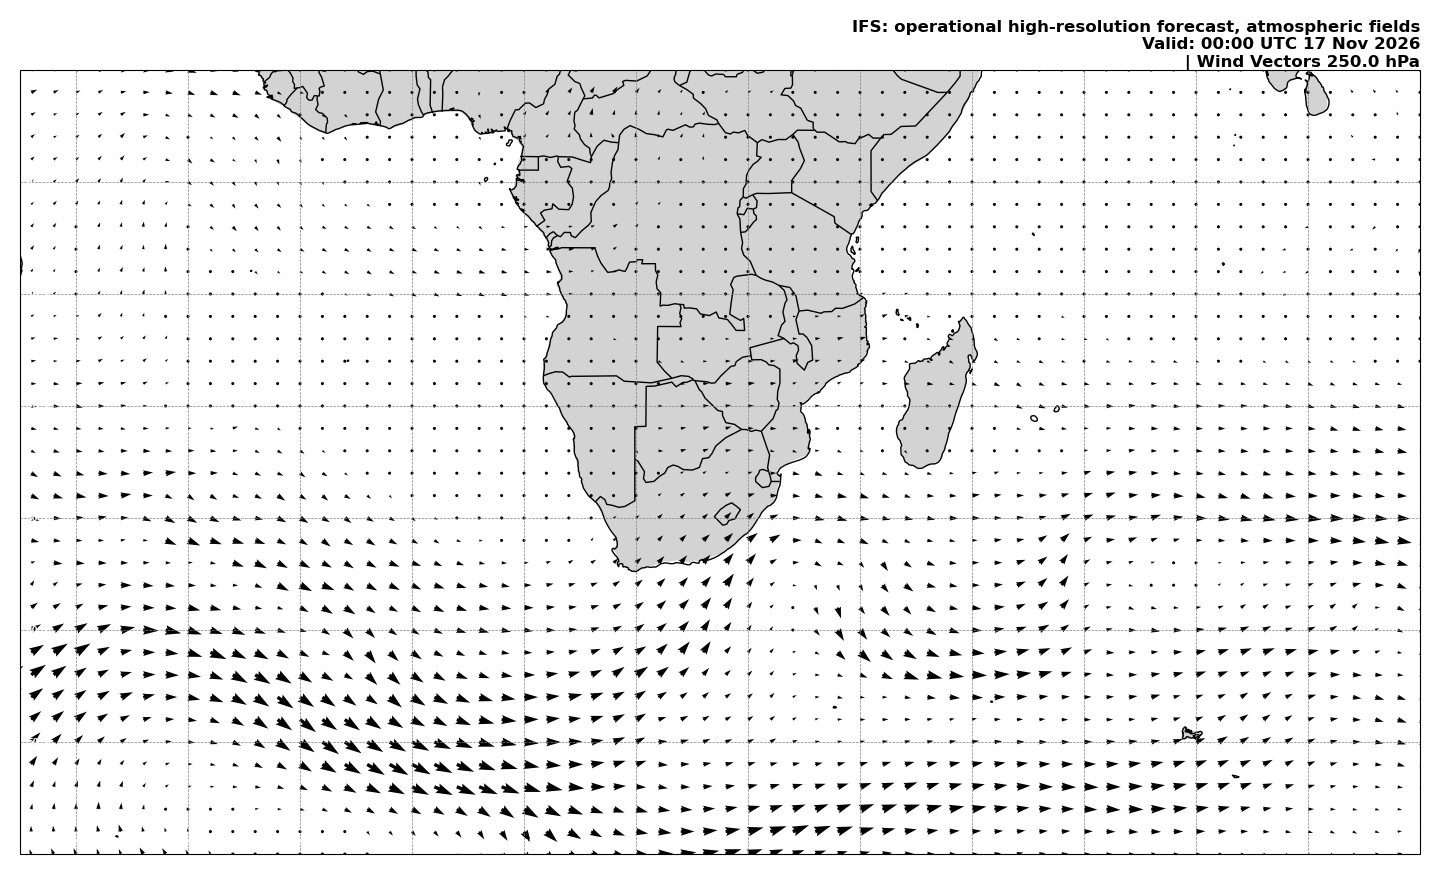 IFS: operational high-resolution forecast, atmospheric fields
Valid: 00:00 UTC 17 Nov 2026
| Wind Vectors 250.0 hPa